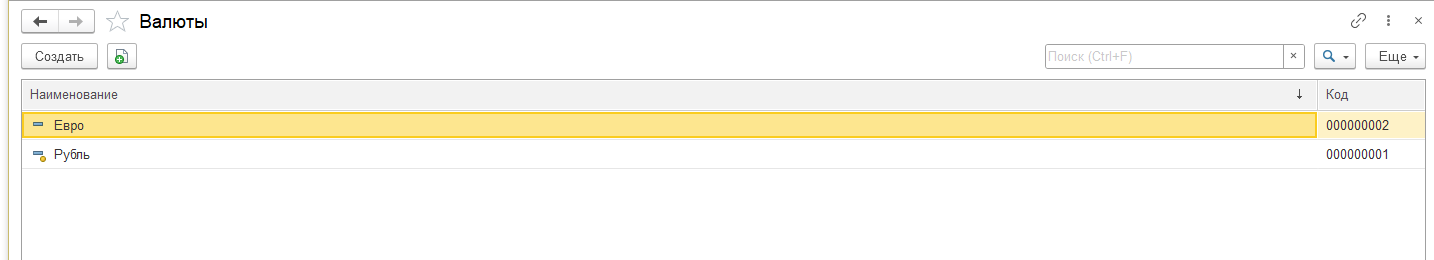 Валюты
Создать Поиск (Ctrl+F) × Еще
Наименование ↓ Код
Евро 000000002
Рубль 000000001